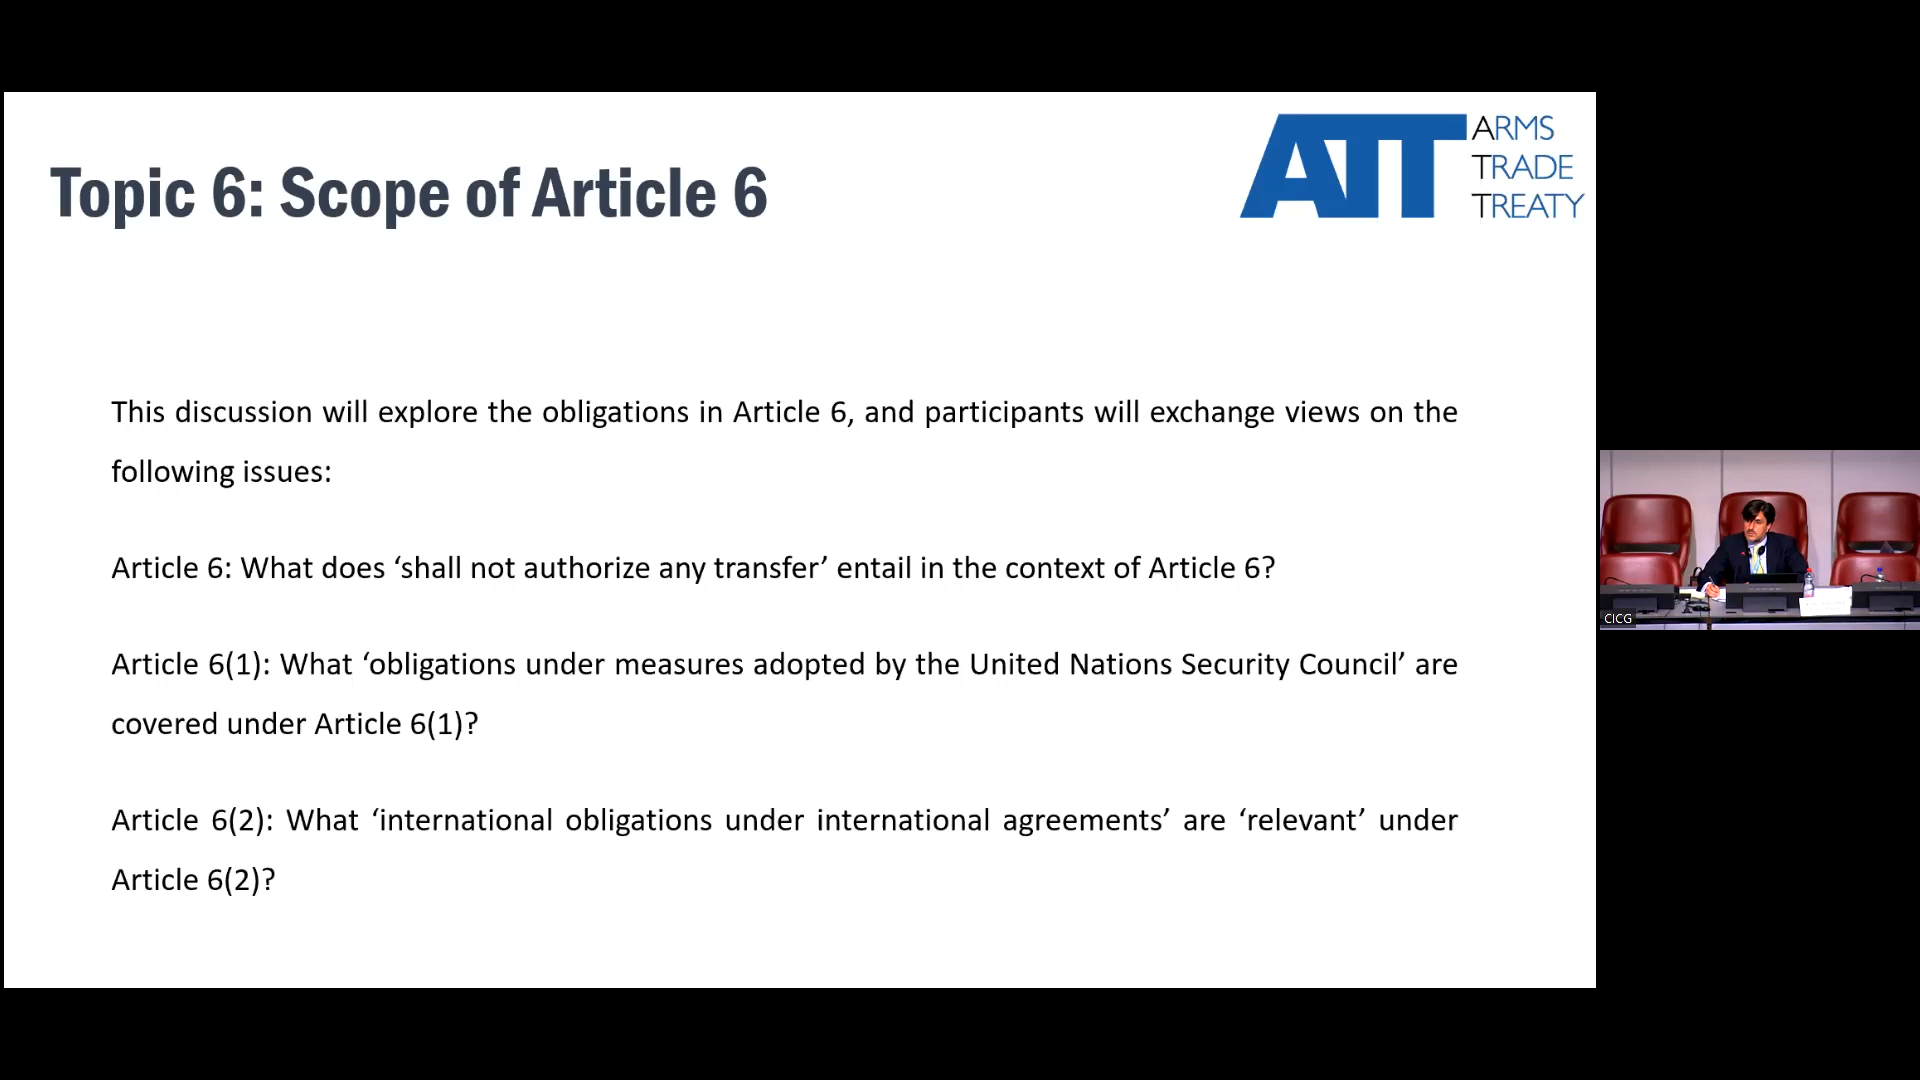 Topic 6: Scope of Article 6
ATT
ARMS
TRADE
TREATY
This discussion will explore the obligations in Article 6, and participants will exchange views on the
following issues:
Article 6: What does ‘shall not authorize any transfer’ entail in the context of Article 6?
Article 6(1): What ‘obligations under measures adopted by the United Nations Security Council’ are
covered under Article 6(1)?
Article 6(2): What ‘international obligations under international agreements’ are ‘relevant’ under
Article 6(2)?
CICG